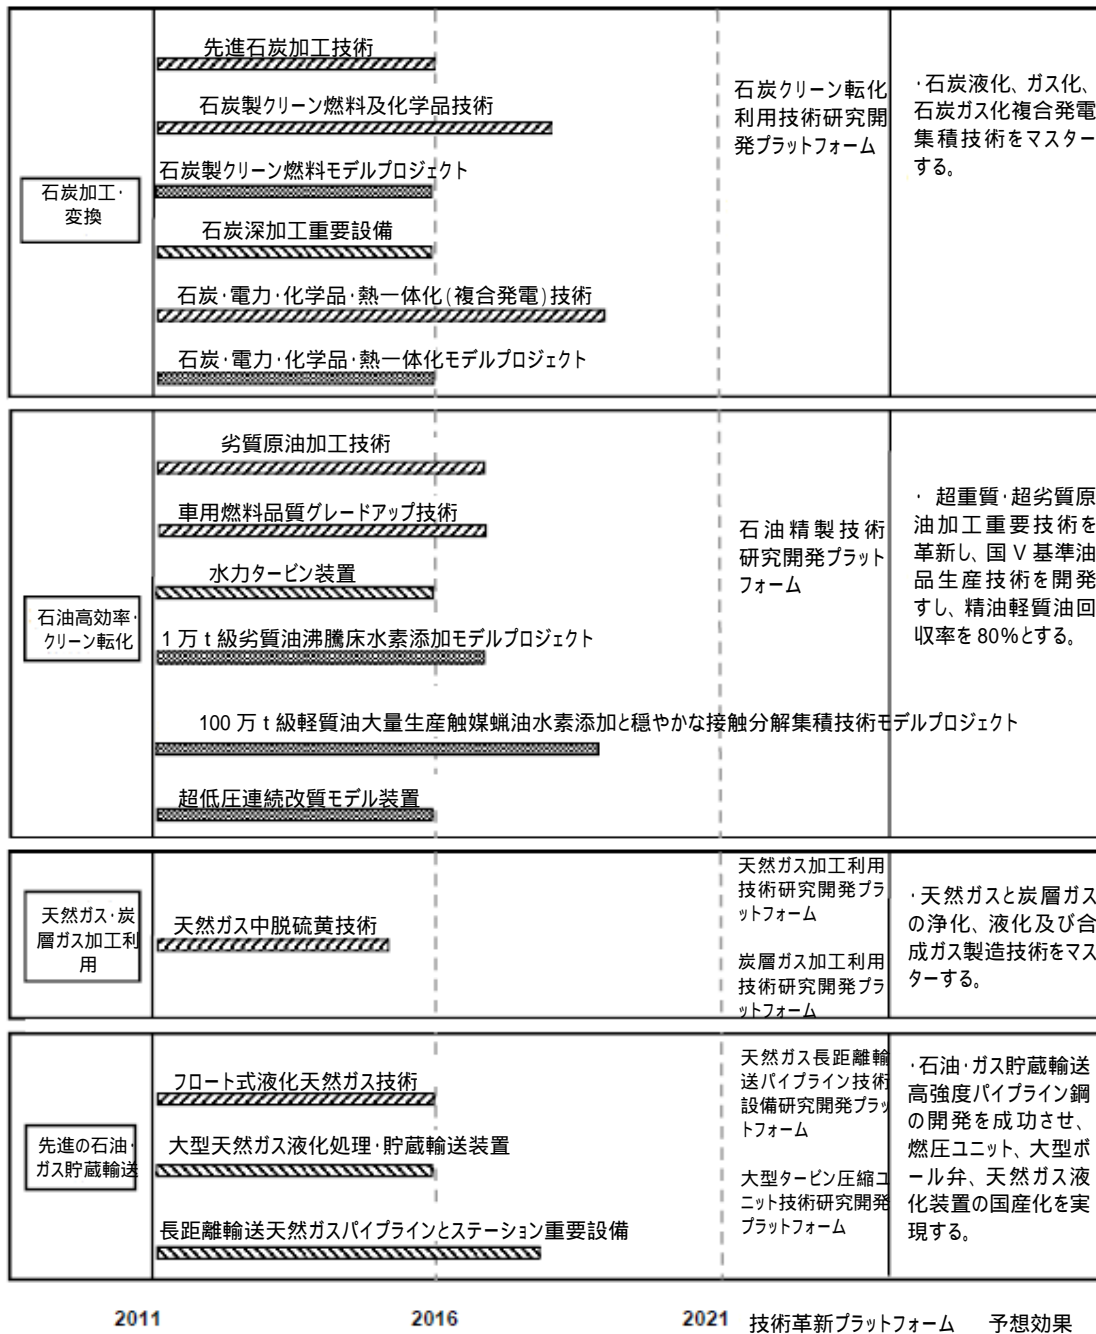 先進石炭加工技術
石炭製クリーン燃料及化学品技術
石炭製クリーン燃料モデルプロジェクト
石炭加工·
変換
石炭深加工重要設備
石炭·電力·化学品·熱一体化(複合発電)技術
石炭·電力·化学品·熱一体化モデルプロジェクト
石炭クリーン転化
利用技術研究開
発プラットフォーム
·石炭液化、ガス化、
石炭ガス化複合発電
集積技術をマスター
する。
劣質原油加工技術
車用燃料品質グレードアップ技術
水力タービン装置
石油高効率·
クリーン転化
1万t級劣質油沸騰床水素添加モデルプロジェクト
100万t級軽質油大量生産触媒蝋油水素添加と穏やかな接触分解集積技術モデルプロジェクト
超低圧連続改質モデル装置
石油精製技術
研究開発プラット
フォーム
· 超重質·超劣質原
油加工重要技術を
革新し、国V基準油
品生産技術を開発
すし、精油軽質油回
収率を80%とする。
天然ガス·炭
層ガス加工利
用
天然ガス中脱硫黄技術
天然ガス加工利用
技術研究開発プラ
ットフォーム
炭層ガス加工利用
技術研究開発プラ
ットフォーム
·天然ガスと炭層ガス
の浄化、液化及び合
成ガス製造技術をマス
ターする。
フロート式液化天然ガス技術
先進の石油·
ガス貯蔵輸送
大型天然ガス液化処理·貯蔵輸送装置
長距離輸送天然ガスパイプラインとステーション重要設備
天然ガス長距離輸
送パイプライン技術
設備研究開発プラッ
トフォーム
大型タービン圧縮ユ
ニット技術研究開発
プラットフォーム
·石油·ガス貯蔵輸送
高強度パイプライン鋼
の開発を成功させ、
燃圧ユニット、大型ボ
ール弁、天然ガス液
化装置の国産化を実
現する。
2011 2016 2021 技術革新プラットフォーム 予想効果